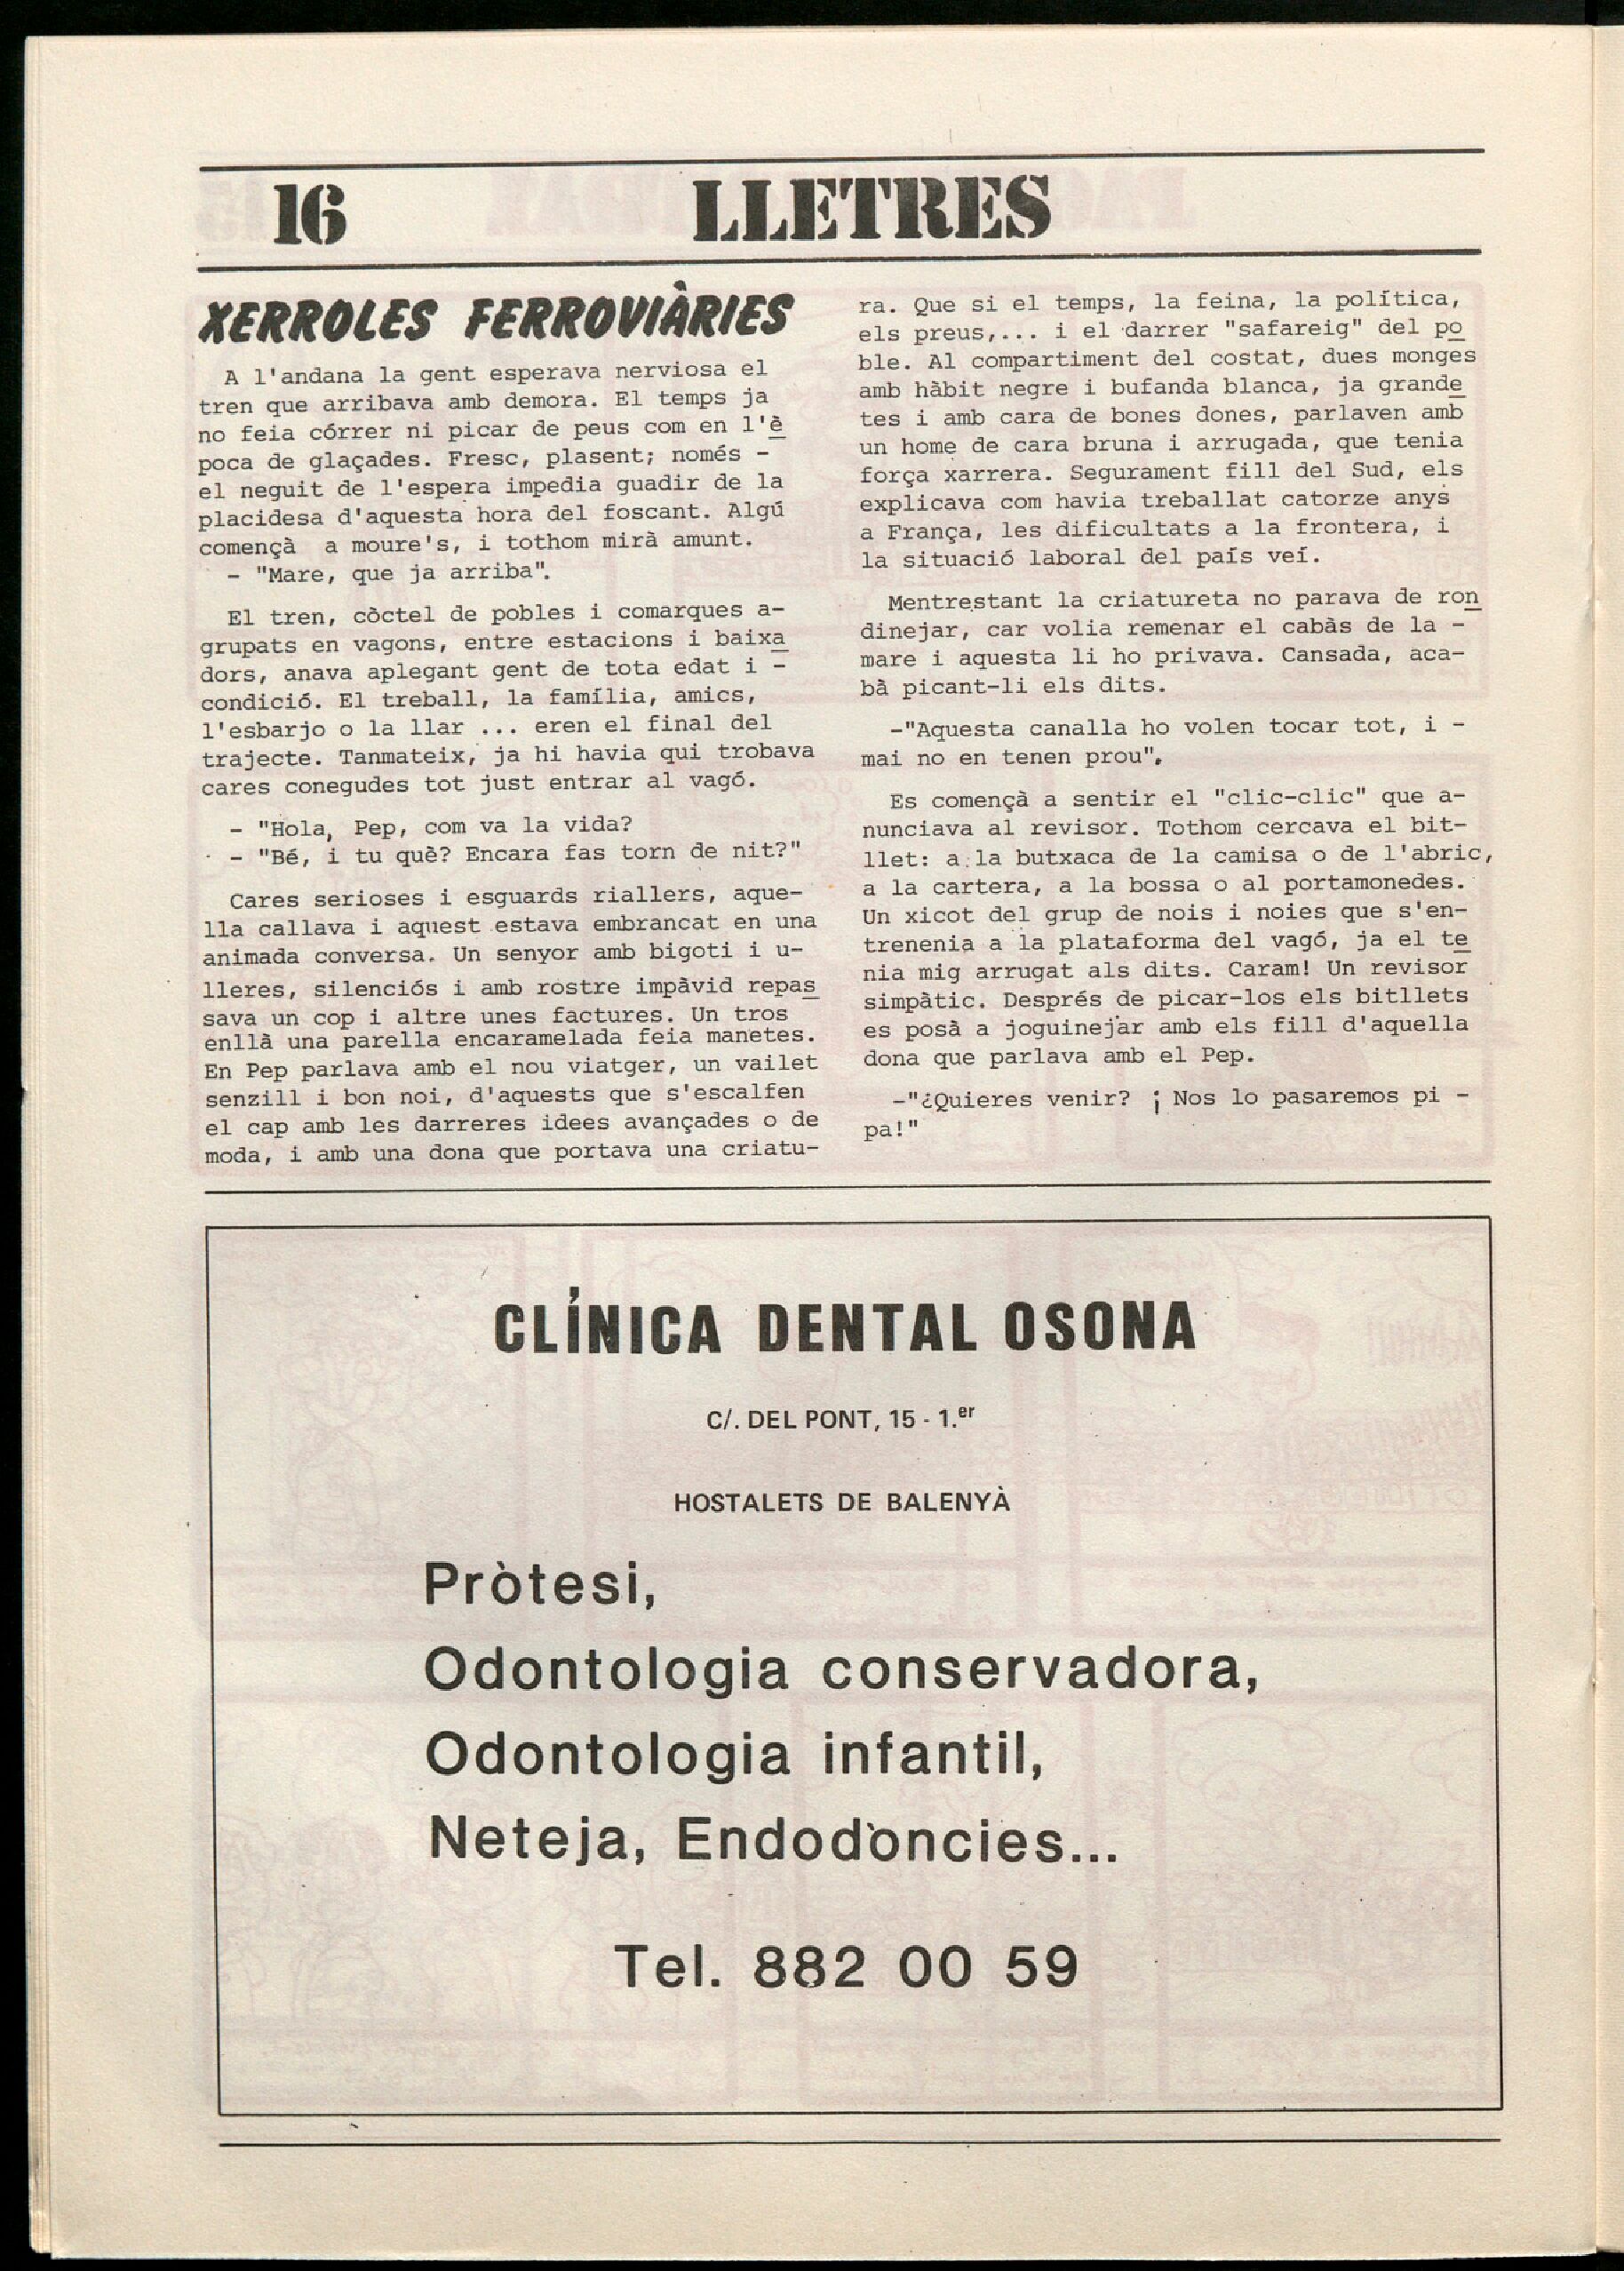 16
LLETRES
XERROLES FERROVIÀRIES
A l'andana la gent esperava nerviosa el
tren que arribava amb demora. El temps ja
no feia córrer ni picar de peus com en l'è
poca de glaçades. Fresc, plasent; només -
el neguit de l'espera impedia guadir de la
placidesa d'aquesta hora del foscant. Algú
començà a moure's, i tothom mirà amunt.
- "Mare, que ja arriba".
El tren, còctel de pobles i comarques a-
grupats en vagons, entre estacions i baixa
dors, anava aplegant gent de tota edat i -
condició. El treball, la família, amics,
l'esbarjo o la llar ... eren el final del
trajecte. Tanmateix, ja hi havia qui trobava
cares conegudes tot just entrar al vagó.
- "Hola, Pep, com va la vida?
- "Bé, i tu què? Encara fas torn de nit?"
Cares serioses i esguards riallers, aque-
lla callava i aquest estava embrancat en una
animada conversa. Un senyor amb bigoti i u-
lleres, silenciós i amb rostre impàvid repas
sava un cop i altre unes factures. Un tros
enllà una parella encaramelada feia manetes.
En Pep parlava amb el nou viatger, un vailet
senzill i bon noi, d'aquests que s'escalfen
el cap amb les darreres idees avançades o de
moda, i amb una dona que portava una criatu-
ra. Que si el temps, la feina, la política,
els preus,... i el darrer "safareig" del po
ble. Al compartiment del costat, dues monges
amb hàbit negre i bufanda blanca, ja grande
tes i amb cara de bones dones, parlaven amb
un home de cara bruna i arrugada, que tenia
força xarrera. Segurament fill del Sud, els
explicava com havia treballat catorze anys
a França, les dificultats a la frontera, i
la situació laboral del país veí.
Mentrestant la criatureta no parava de ron
dinejar, car volia remenar el cabàs de la -
mare i aquesta li ho privava. Cansada, aca-
bà picant-li els dits.
-"Aquesta canalla ho volen tocar tot, i -
mai no en tenen prou".
Es començà a sentir el "clic-clic" que a-
nunciava al revisor. Tothom cercava el bit-
llet: a la butxaca de la camisa o de l'abric,
a la cartera, a la bossa o al portamonedes.
Un xicot del grup de nois i noies que s'en-
trenenia a la plataforma del vagó, ja el te
nia mig arrugat als dits. Caram! Un revisor
simpàtic. Després de picar-los els bitllets
es posà a joguinejar amb els fill d'aquella
dona que parlava amb el Pep.
-"¿Quieres venir? ¡ Nos lo pasaremos pi -
pa!"
CLÍNICA DENTAL OSONA
C/. DEL PONT, 15 - 1.er
HOSTALETS DE BALENYÀ
Pròtesi,
Odontologia conservadora,
Odontologia infantil,
Neteja, Endodòncies...
Tel. 882 00 59